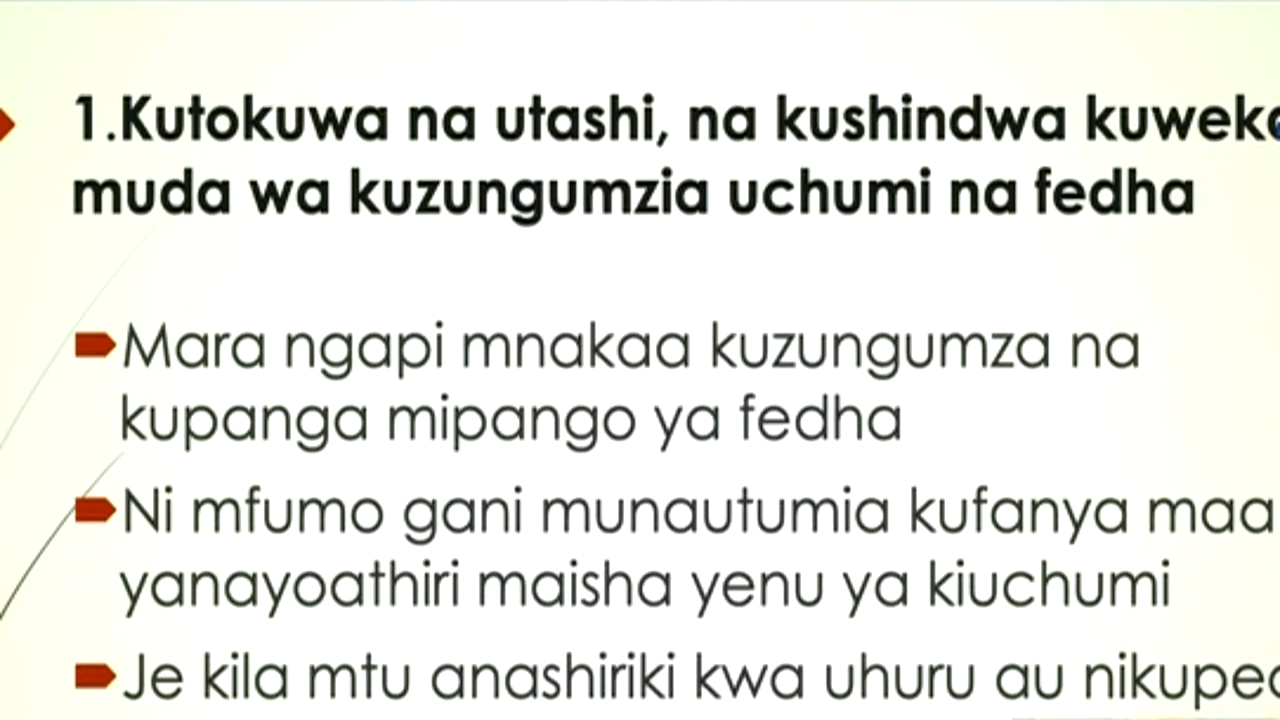 1.Kutokuwa na utashi, na kushindwa kuweka
muda wa kuzungumzia uchumi na fedha
Mara ngapi mnakaa kuzungumza na
kupanga mipango ya fedha
Ni mfumo gani munautumia kufanya
yanayoathiri maisha yenu ya kiuchumi
Je kila mtu anashiriki kwa uhuru au